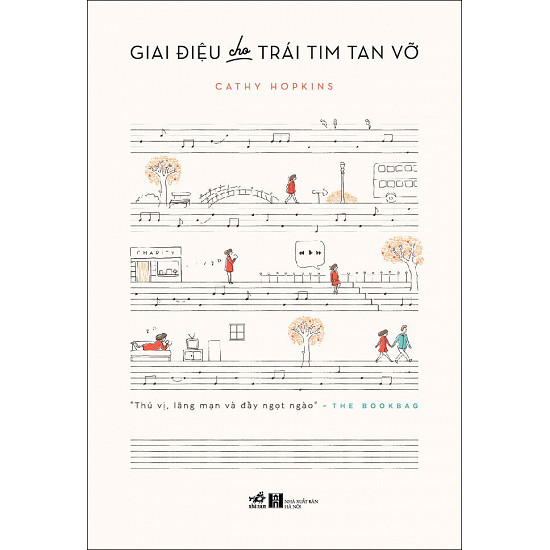 GIAI ĐIỆU cho TRÁI TIM TAN VỠ
CATHY HOPKINS
CHARITY
"Thú vị, lãng mạn và đầy ngọt ngào" - THE BOOKBAG
nhã nam
NHÀ XUẤT BẢN
HÀ NỘI